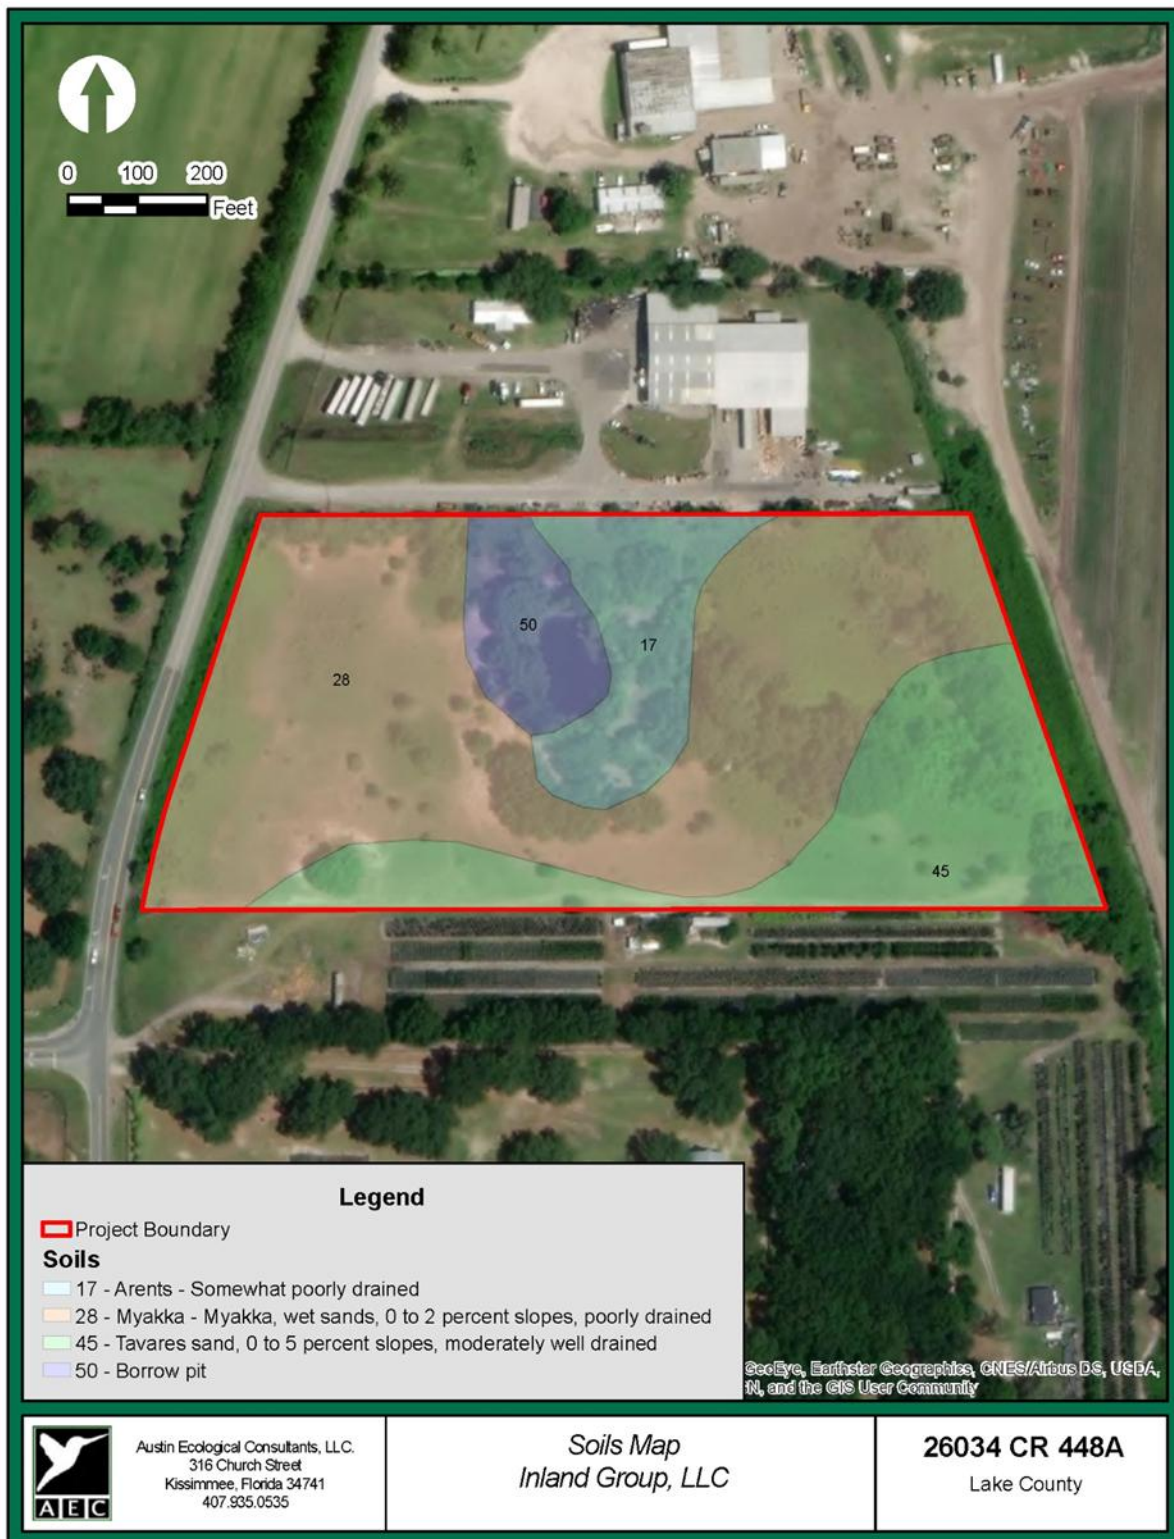 0 100 200
Feet
50
17
28
45
Legend
Project Boundary
Soils
17 - Arents - Somewhat poorly drained
28 - Myakka - Myakka, wet sands, 0 to 2 percent slopes, poorly drained
45 - Tavares sand, 0 to 5 percent slopes, moderately well drained
50 - Borrow pit
GeoEye, Earthstar Geographics, CNES/Airbus DS, USDA,
and the GIS User Community
AEC
Austin Ecological Consultants, LLC.
316 Church Street
Kissimmee, Florida 34741
407.935.0535
Soils Map
Inland Group, LLC
26034 CR 448A
Lake County